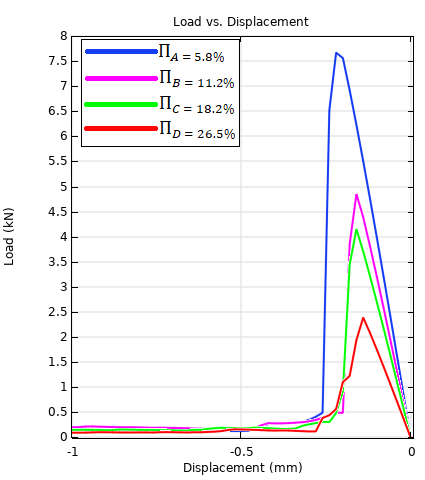 Load vs. Displacement
Π_A = 5.8%
Π_B = 11.2%
Π_C = 18.2%
Π_D = 26.5%
8
7.5
7
6.5
6
5.5
5
4.5
4
3.5
3
2.5
2
1.5
1
0.5
0
Load (kN)
-1
-0.5
0
Displacement (mm)